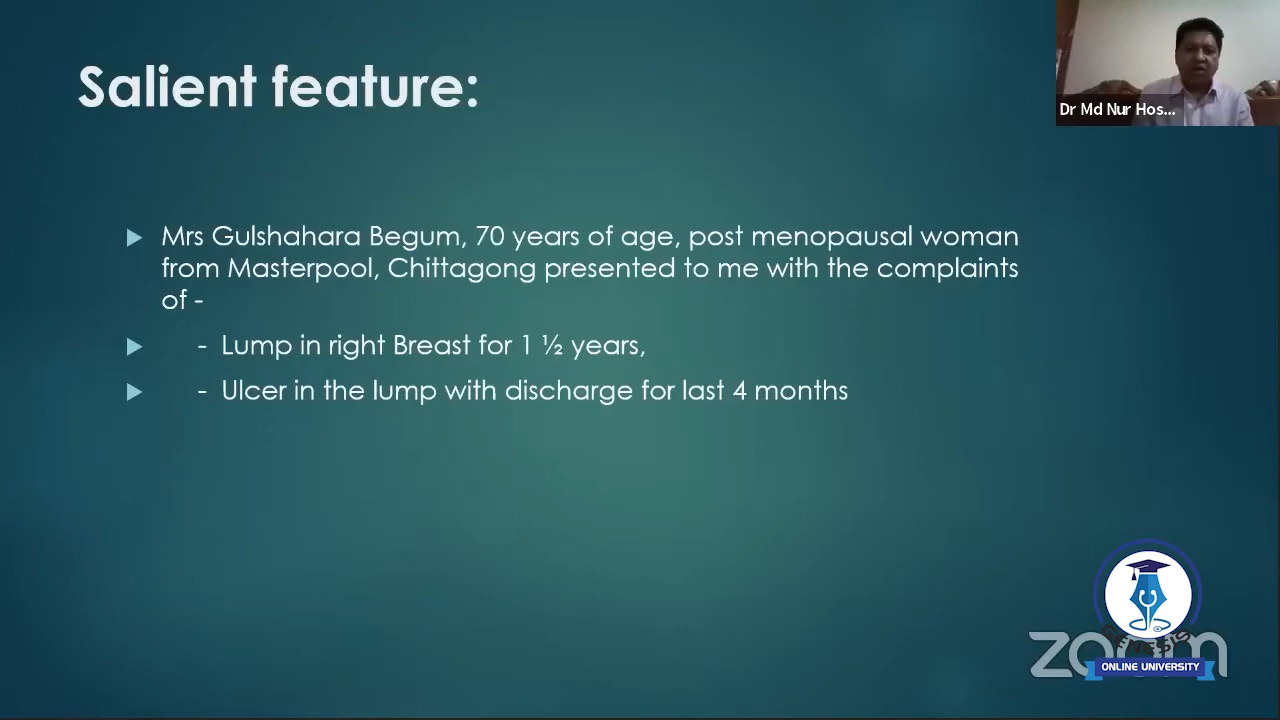 Salient feature:
Dr Md Nur Hos...
Mrs Gulshahara Begum, 70 years of age, post menopausal woman
from Masterpool, Chittagong presented to me with the complaints
of -
- Lump in right Breast for 1 ½ years,
- Ulcer in the lump with discharge for last 4 months
zoom
GENESIS
ONLINE UNIVERSITY